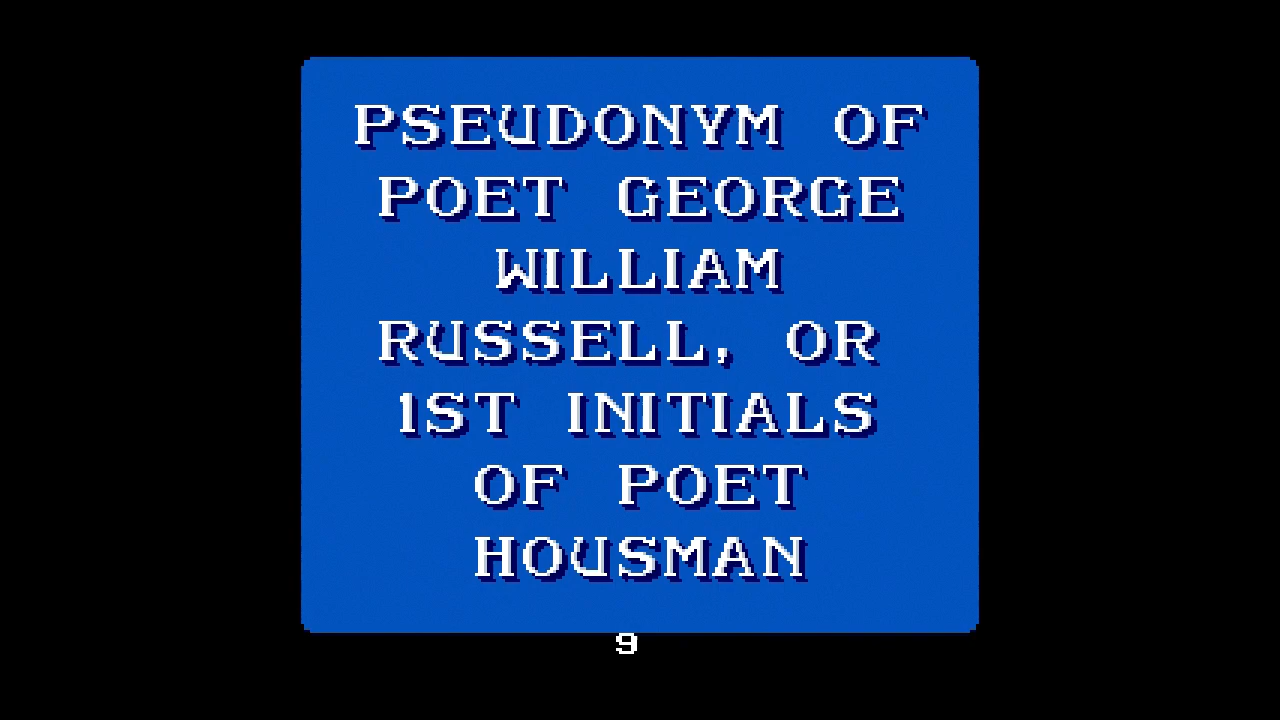 PSEUDONYM OF
POET GEORGE
WILLIAM
RUSSELL, OR
1ST INITIALS
OF POET
HOUSMAN
9